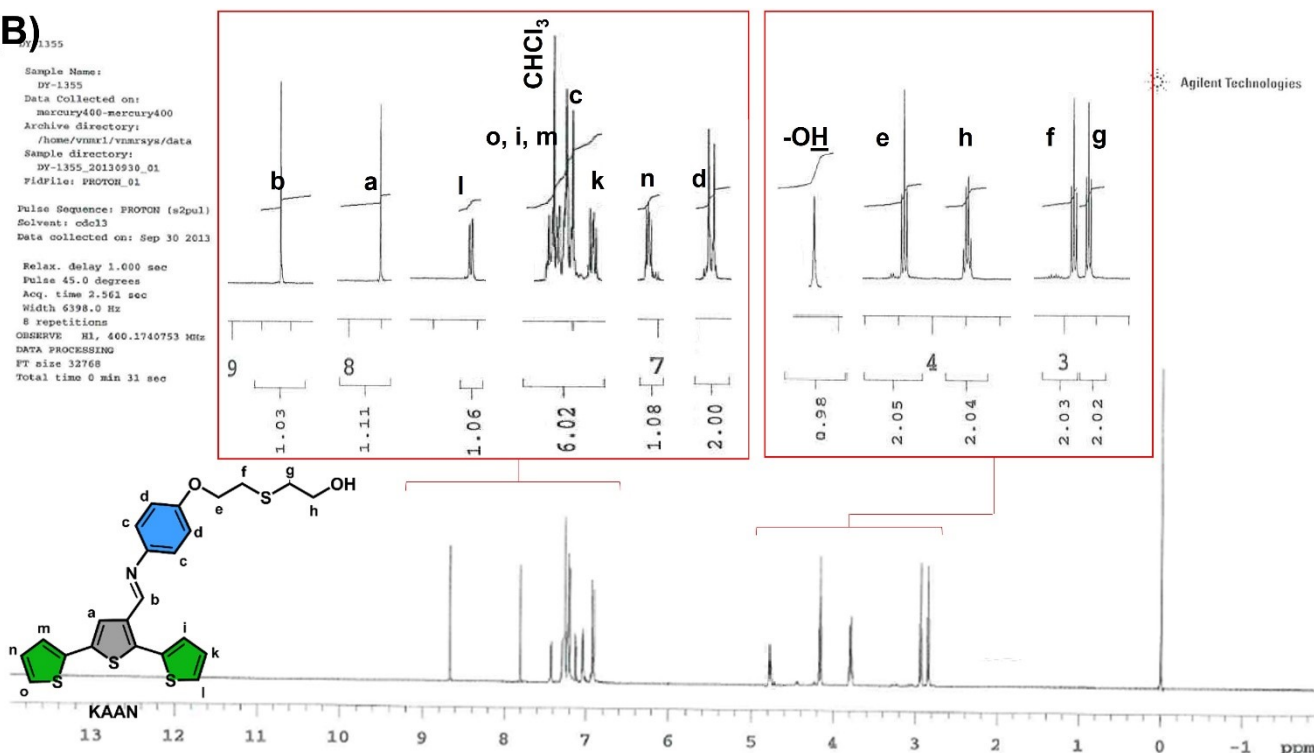 B)
DY-1355
Sample Name:
DY-1355
Data Collected on:
mercury400-mercury400
Archive directory:
/home/vnmr1/vnmrsys/data
Sample directory:
DY-1355_20130930_01
FidFile: PROTON_01
Pulse Sequence: PROTON (s2pul)
Solvent: cdcl3
Data collected on: Sep 30 2013
Relax. delay 1.000 sec
Pulse 45.0 degrees
Acq. time 2.561 sec
Width 6398.0 Hz
8 repetitions
OBSERVE H1, 400.1740753 MHz
DATA PROCESSING
FT size 32768
Total time 0 min 31 sec
Agilent Technologies
CHCl3
b a l o, i, m c k n d
9 8 7
1.03 1.11 1.06 6.02 1.08 2.00
-OH e h f g
4 3
0.98 2.05 2.04 2.03 2.02
f g
O S OH
d e h
c d
c
N
b
a
m i
n k
S S S
o l
KAAN
13 12 11 10 9 8 7 6 5 4 3 2 1 0 -1 ppm